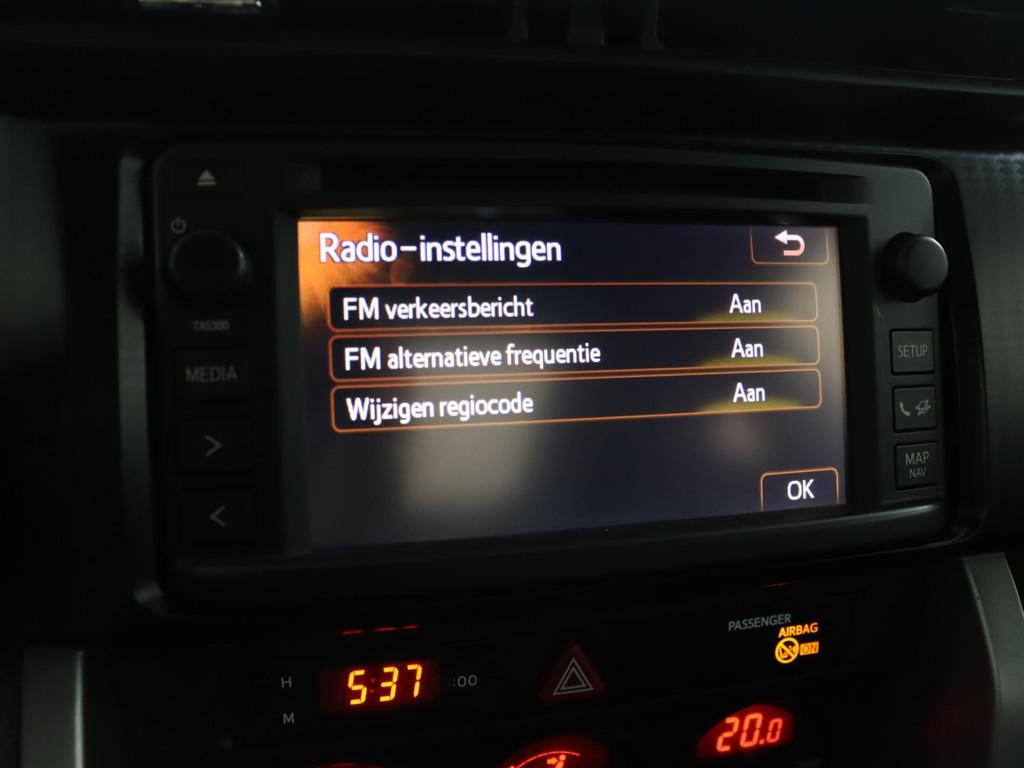 Radio-instellingen
FM verkeersbericht Aan
FM alternatieve frequentie Aan
Wijzigen regiocode Aan
OK
TAS300
MEDIA
>
<
SETUP
MAP
NAV
PASSENGER
AIRBAG
ON
H
5:37
:00
M
20.0